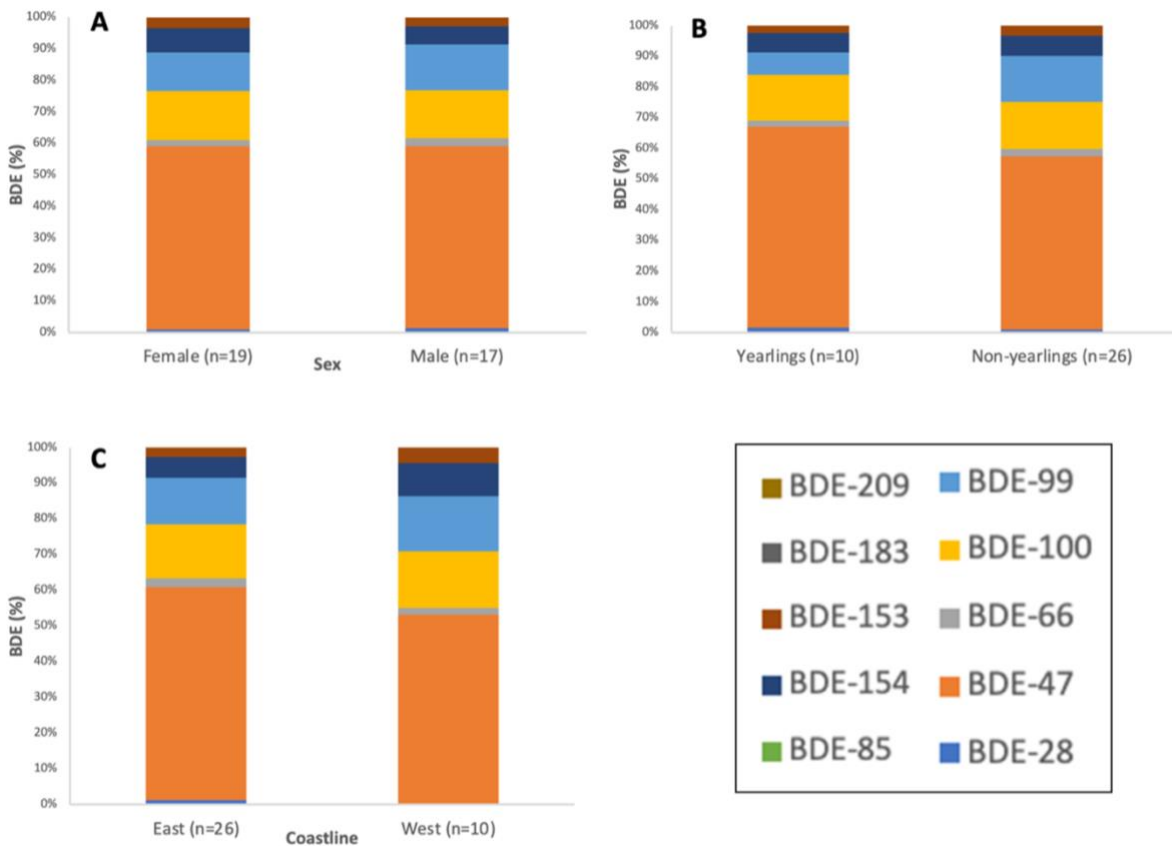 A
100%
90%
80%
70%
60%
50%
40%
30%
20%
10%
0%
BDE (%)
Female (n=19)
Male (n=17)
Sex
B
100%
90%
80%
70%
60%
50%
40%
30%
20%
10%
0%
BDE (%)
Yearlings (n=10)
Non-yearlings (n=26)
C
100%
90%
80%
70%
60%
50%
40%
30%
20%
10%
0%
BDE (%)
East (n=26)
West (n=10)
Coastline
BDE-209
BDE-99
BDE-183
BDE-100
BDE-153
BDE-66
BDE-154
BDE-47
BDE-85
BDE-28